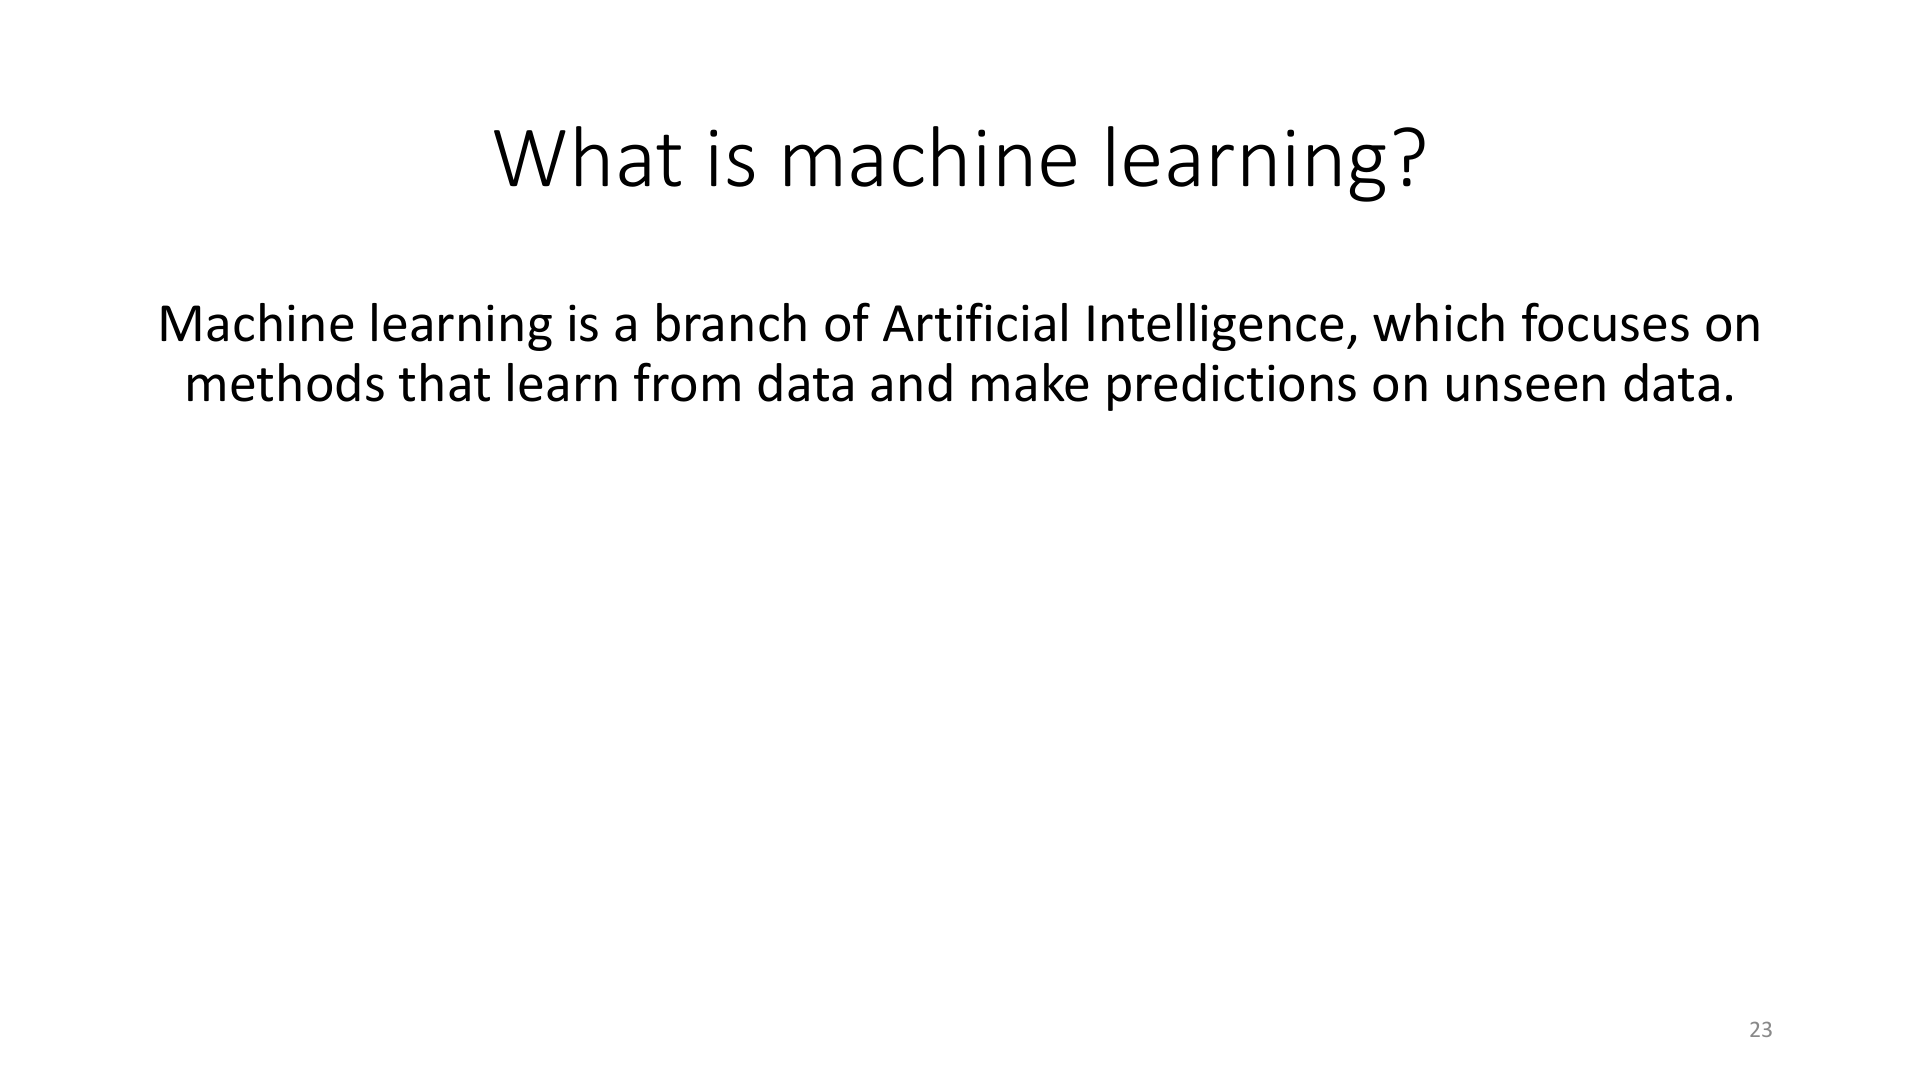 What is machine learning?
Machine learning is a branch of Artificial Intelligence, which focuses on
methods that learn from data and make predictions on unseen data.
23